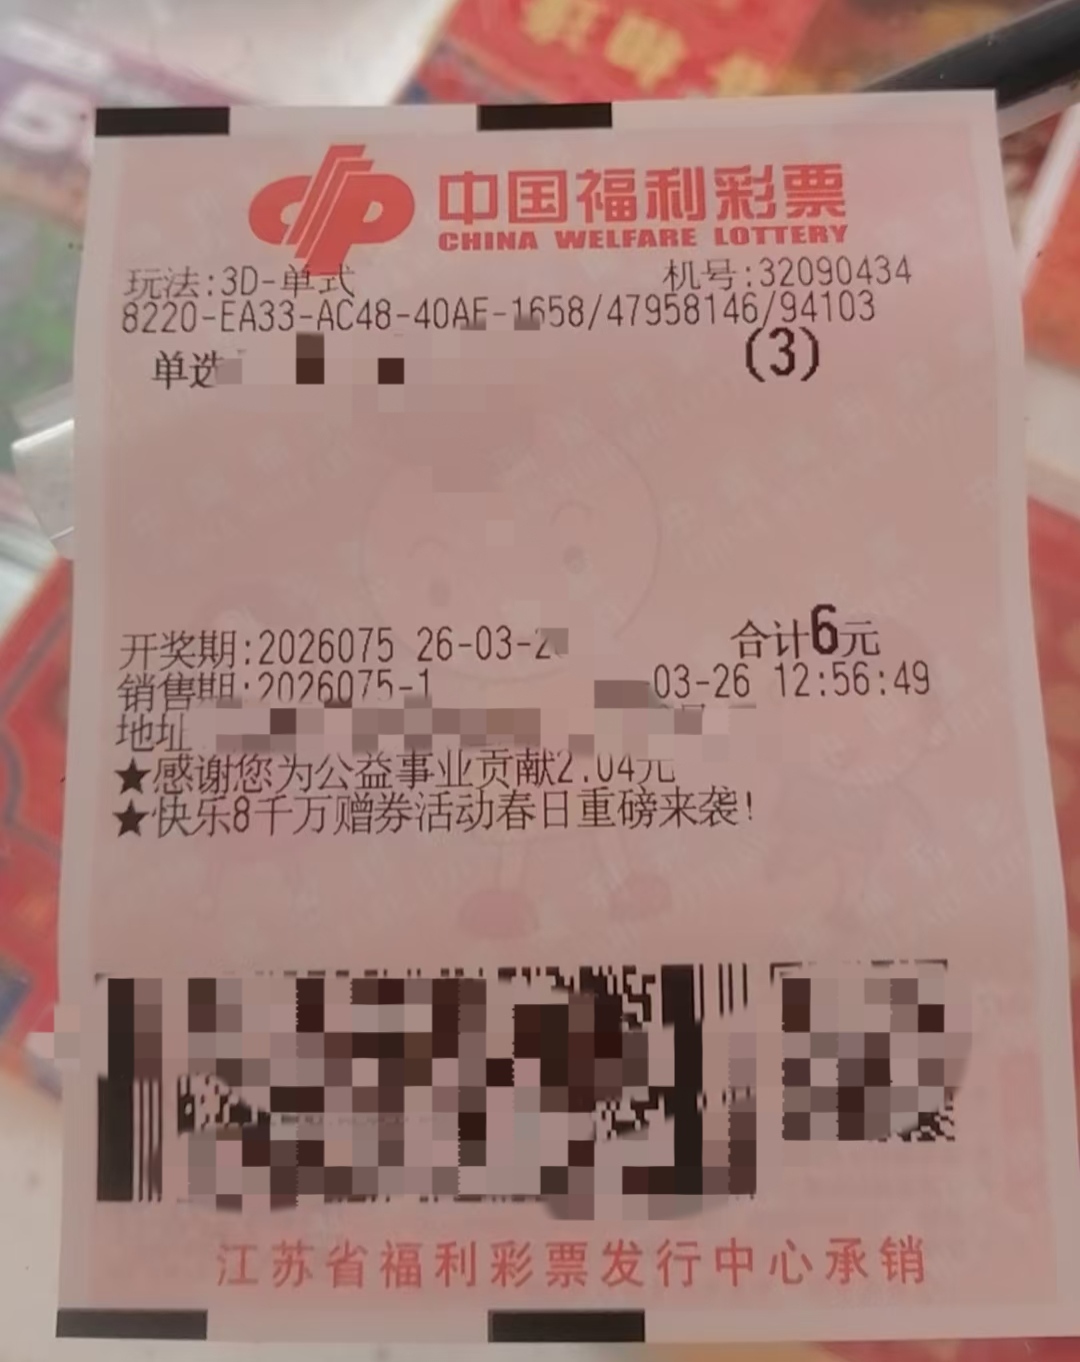 中国福利彩票
CHINA WELFARE LOTTERY
玩法:3D-单式 机号:32090434
8220-EA33-AC48-40AE-1658/47958146/94103
单选 (3)
开奖期:2026075 26-03-2 合计6元
销售期:2026075-1 03-26 12:56:49
地址
★感谢您为公益事业贡献2.04元
★快乐8千万赠券活动春日重磅来袭!
江苏省福利彩票发行中心承销